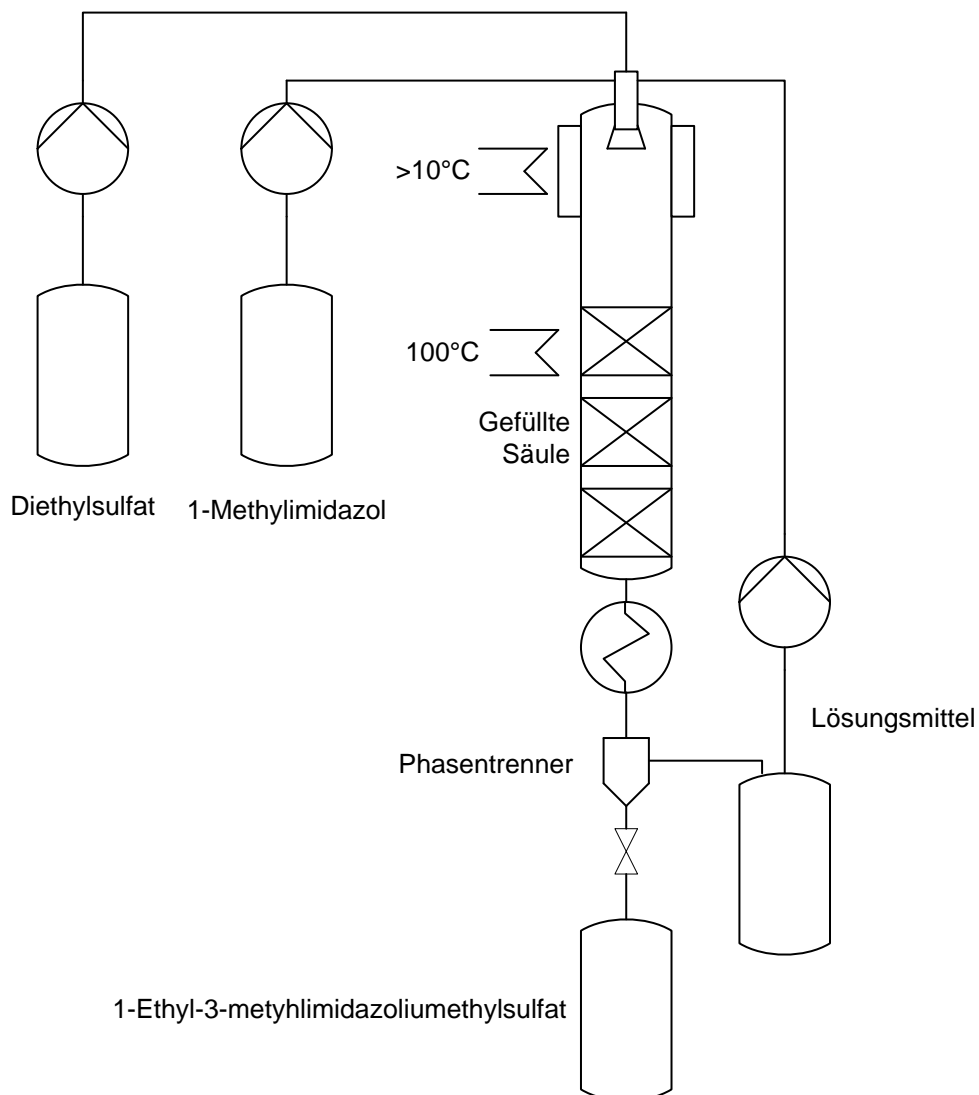 >10°C
100°C
Gefüllte
Säule
Diethylsulfat
1-Methylimidazol
Lösungsmittel
Phasentrenner
1-Ethyl-3-metyhlimidazoliumethylsulfat